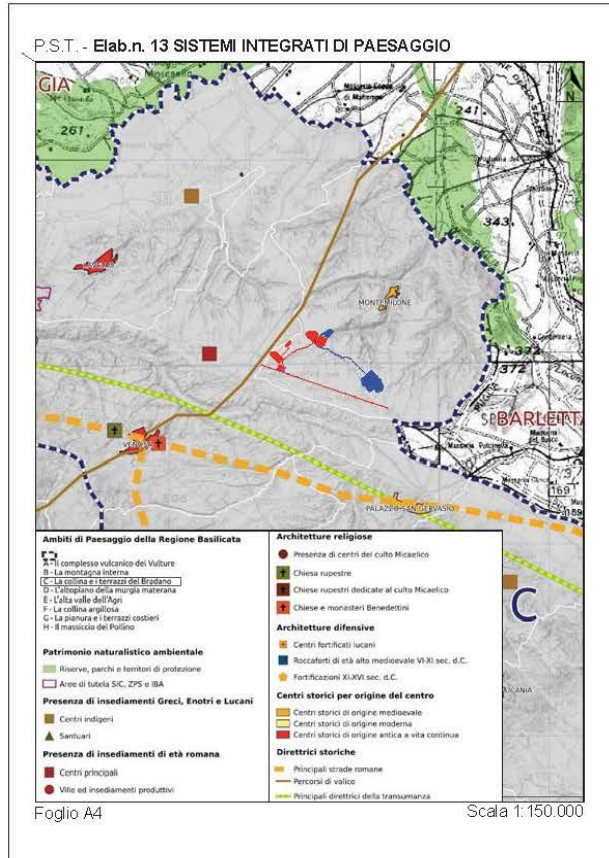 P.S.T. - Elab.n. 13 SISTEMI INTEGRATI DI PAESAGGIO
GIA
261
241
N
343
MONTEMILONE
372
372
BARLETTA
VENOSA
PALAZZO SAN GERVASIO
169
C
Ambiti di Paesaggio della Regione Basilicata
A - Il complesso vulcanico del Vulture
B - La montagna interna
C - La collina e i terrazzi del Bradano
D - L'altopiano della murgia materana
E - L'alta valle dell'Agri
F - La collina argillosa
G - La pianura e i terrazzi costieri
H - Il massiccio del Pollino
Patrimonio naturalistico ambientale
Riserve, parchi e territori di protezione
Aree di tutela SIC, ZPS e IBA
Presenza di insediamenti Greci, Enotri e Lucani
Centri indigeni
Santuari
Presenza di insediamenti di età romana
Centri principali
Ville ed insediamenti produttivi
Architetture religiose
Presenza di centri del culto Micaelico
Chiesa rupestre
Chiese rupestri dedicate al culto Micaelico
Chiese e monasteri Benedettini
Architetture difensive
Centri fortificati lucani
Roccaforti di età alto medioevale VI-XI sec. d.C.
Fortificazioni XI-XVI sec. d.C.
Centri storici per origine del centro
Centri storici di origine medioevale
Centri storici di origine moderna
Centri storici di origine antica a vita continua
Direttrici storiche
Principali strade romane
Percorsi di valico
Principali direttrici della transumanza
Foglio A4
Scala 1:150.000